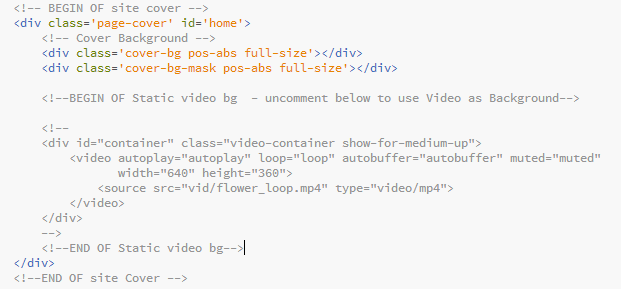 <!-- BEGIN OF site cover -->
<div class='page-cover' id='home'>
<!-- Cover Background -->
<div class='cover-bg pos-abs full-size'></div>
<div class='cover-bg-mask pos-abs full-size'></div>
<!--BEGIN OF Static video bg  - uncomment below to use Video as Background-->
<!--
<div id="container" class="video-container show-for-medium-up">
<video autoplay="autoplay" loop="loop" autobuffer="autobuffer" muted="muted"
width="640" height="360">
<source src="vid/flower_loop.mp4" type="video/mp4">
</video>
</div>
-->
<!--END OF Static video bg-->
</div>
<!--END OF site Cover -->